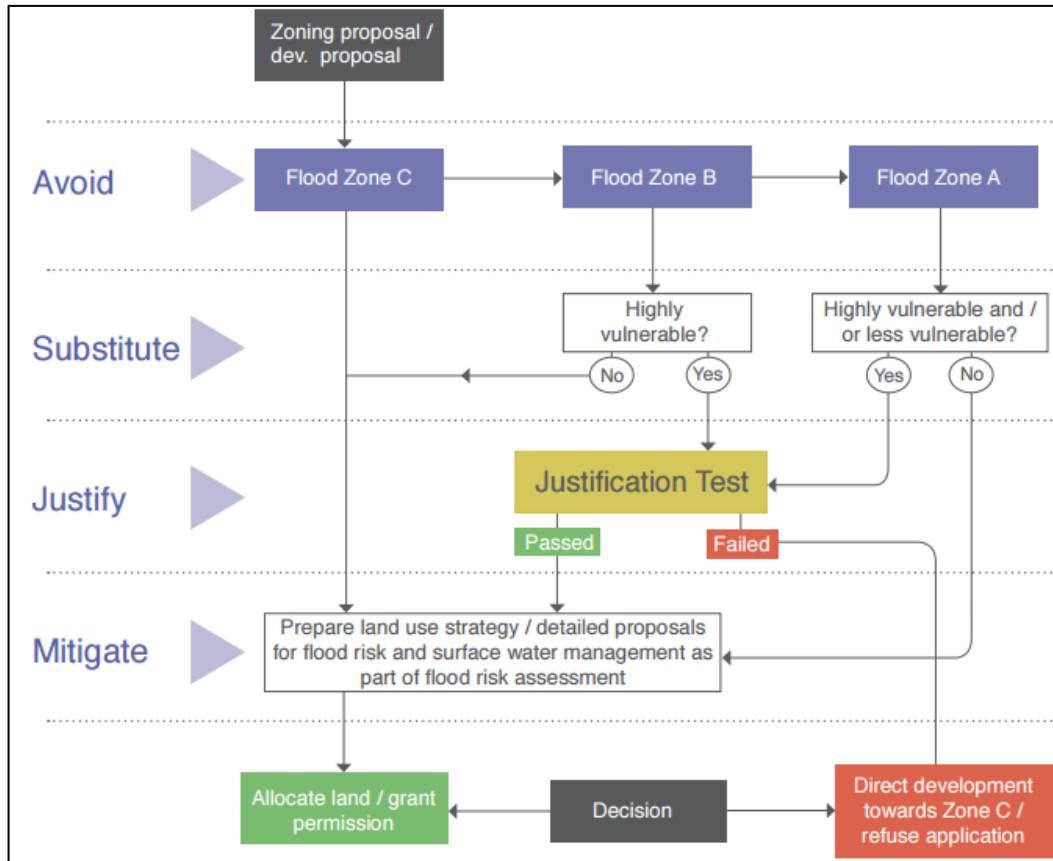 Zoning proposal /
dev. proposal
Avoid
Flood Zone C
Flood Zone B
Flood Zone A
Substitute
Highly
vulnerable?
Highly vulnerable and /
or less vulnerable?
No
Yes
Yes
No
Justify
Justification Test
Passed
Failed
Mitigate
Prepare land use strategy / detailed proposals
for flood risk and surface water management as
part of flood risk assessment
Allocate land / grant
permission
Decision
Direct development
towards Zone C /
refuse application